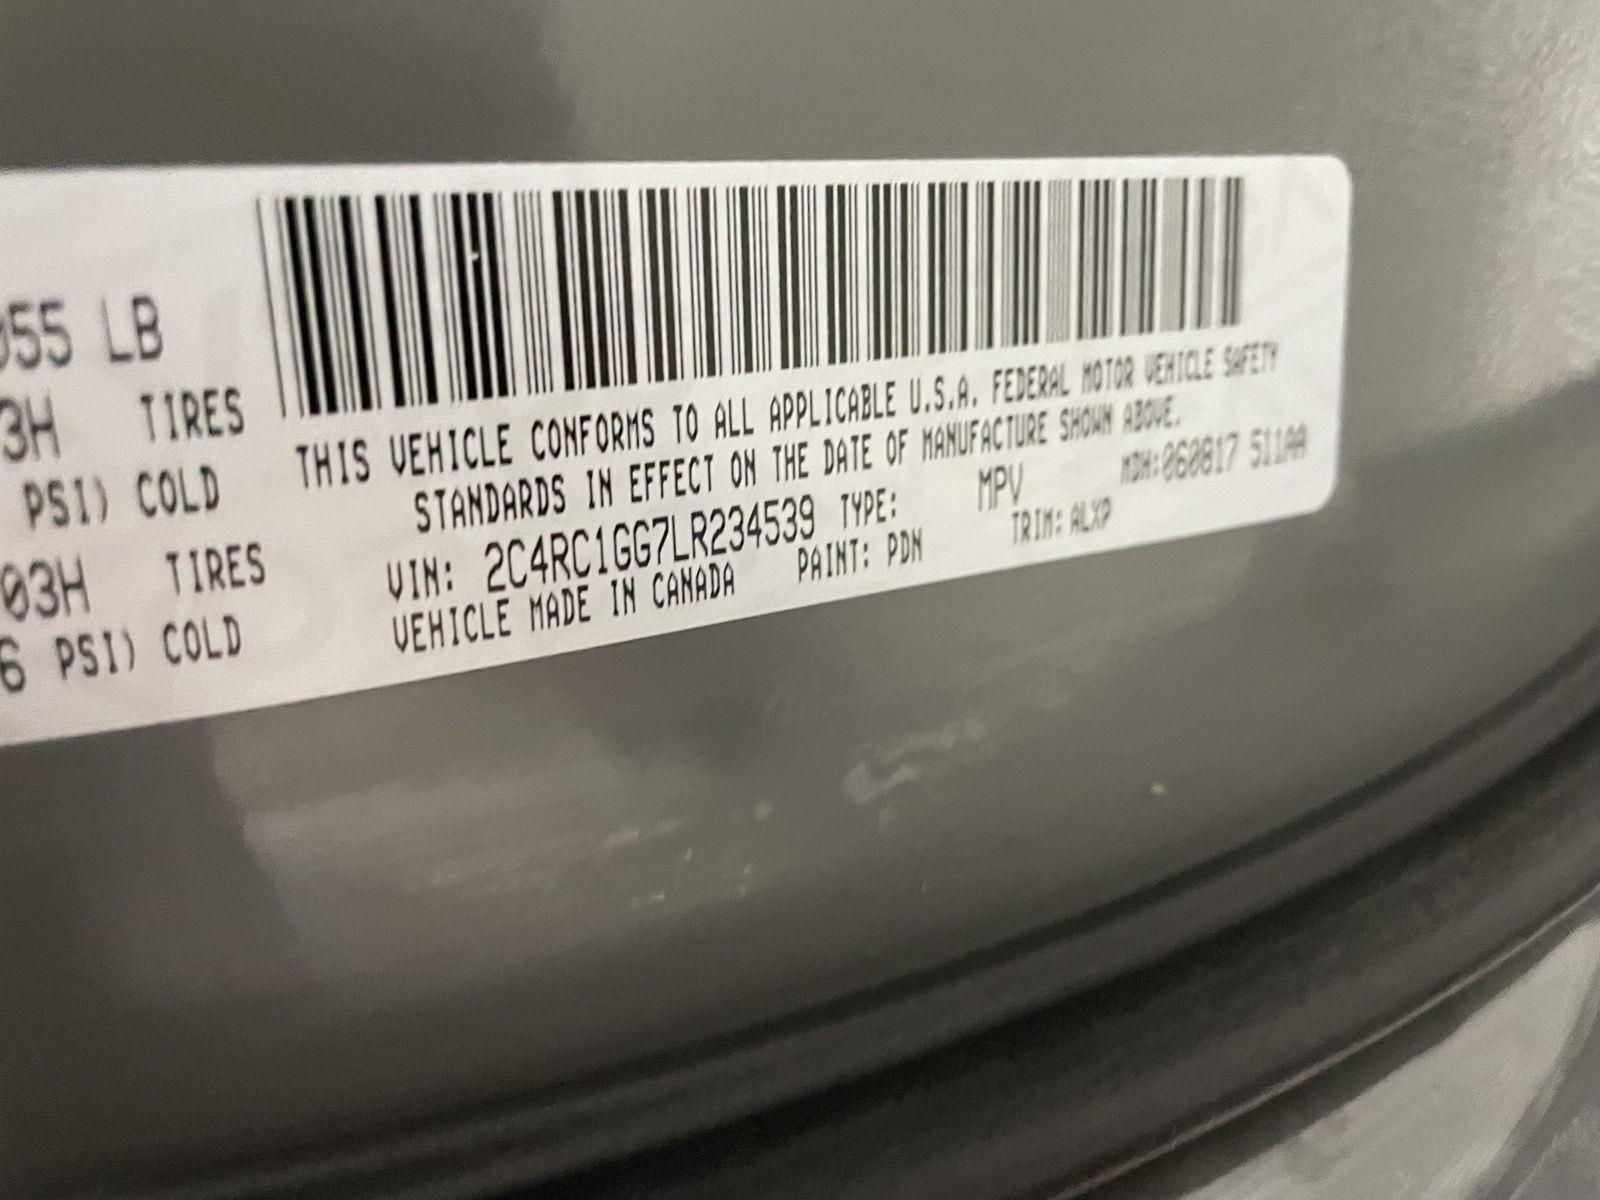 055 LB
3H TIRES
PSI) COLD
03H TIRES
6 PSI) COLD
THIS VEHICLE CONFORMS TO ALL APPLICABLE U.S.A. FEDERAL MOTOR VEHICLE SAFETY
STANDARDS IN EFFECT ON THE DATE OF MANUFACTURE SHOWN ABOVE.
VIN: 2C4RC1GG7LR234539 TYPE: MPV MDH:060817 511AA
VEHICLE MADE IN CANADA PAINT: PDN TRIM: ALXP